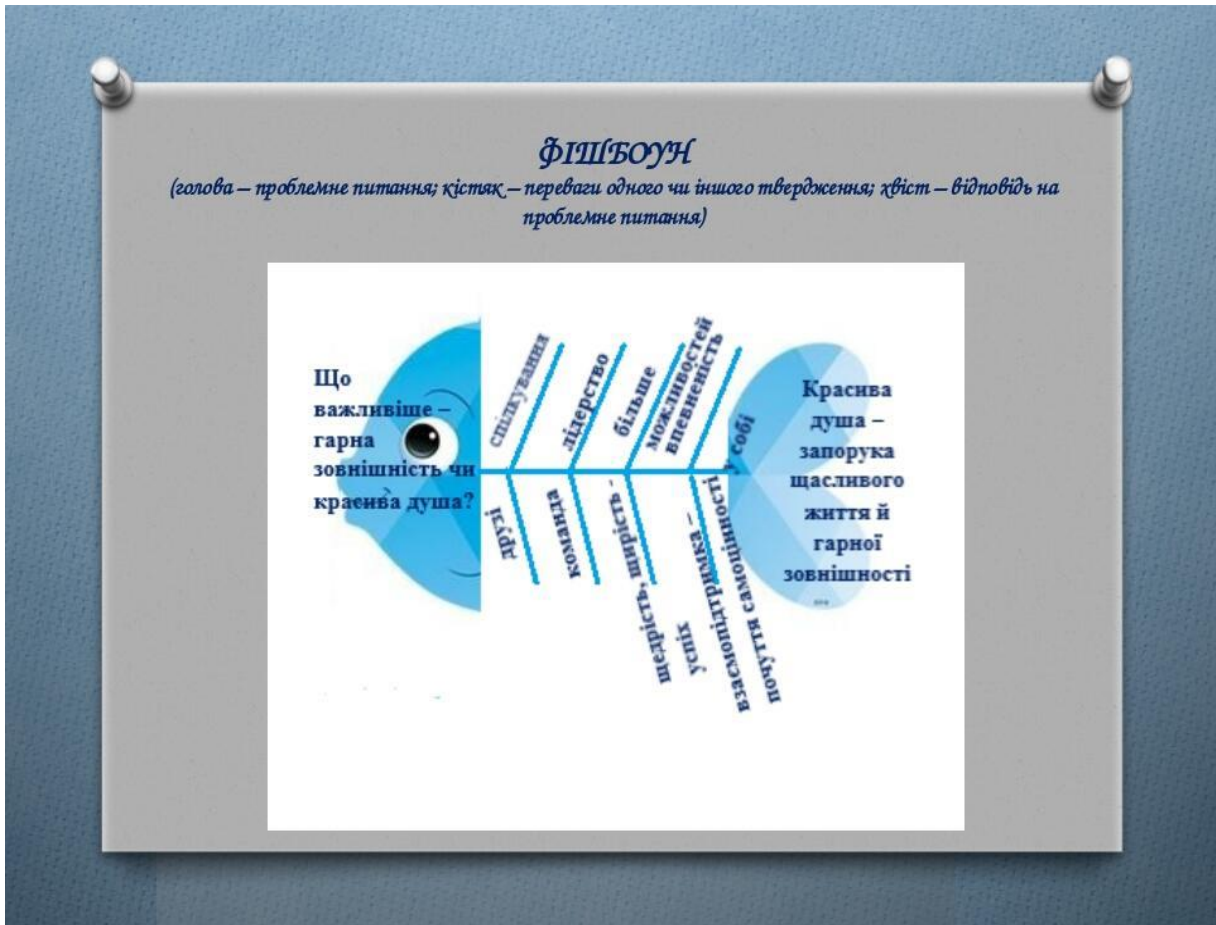 ФІШБОУН
(голова – проблемне питання; кістяк – переваги одного чи іншого твердження; хвіст – відповідь на
проблемне питання)
Що
важливіше –
гарна
зовнішність чи
красива душа?
спілкування
лідерство
більше
можливостей
впевненість
у собі
друзі
команда
щедрість, щирість -
успіх
взаємопідтримка –
почуття самоцінності
Красива
душа –
запорука
щасливого
життя й
гарної
зовнішності